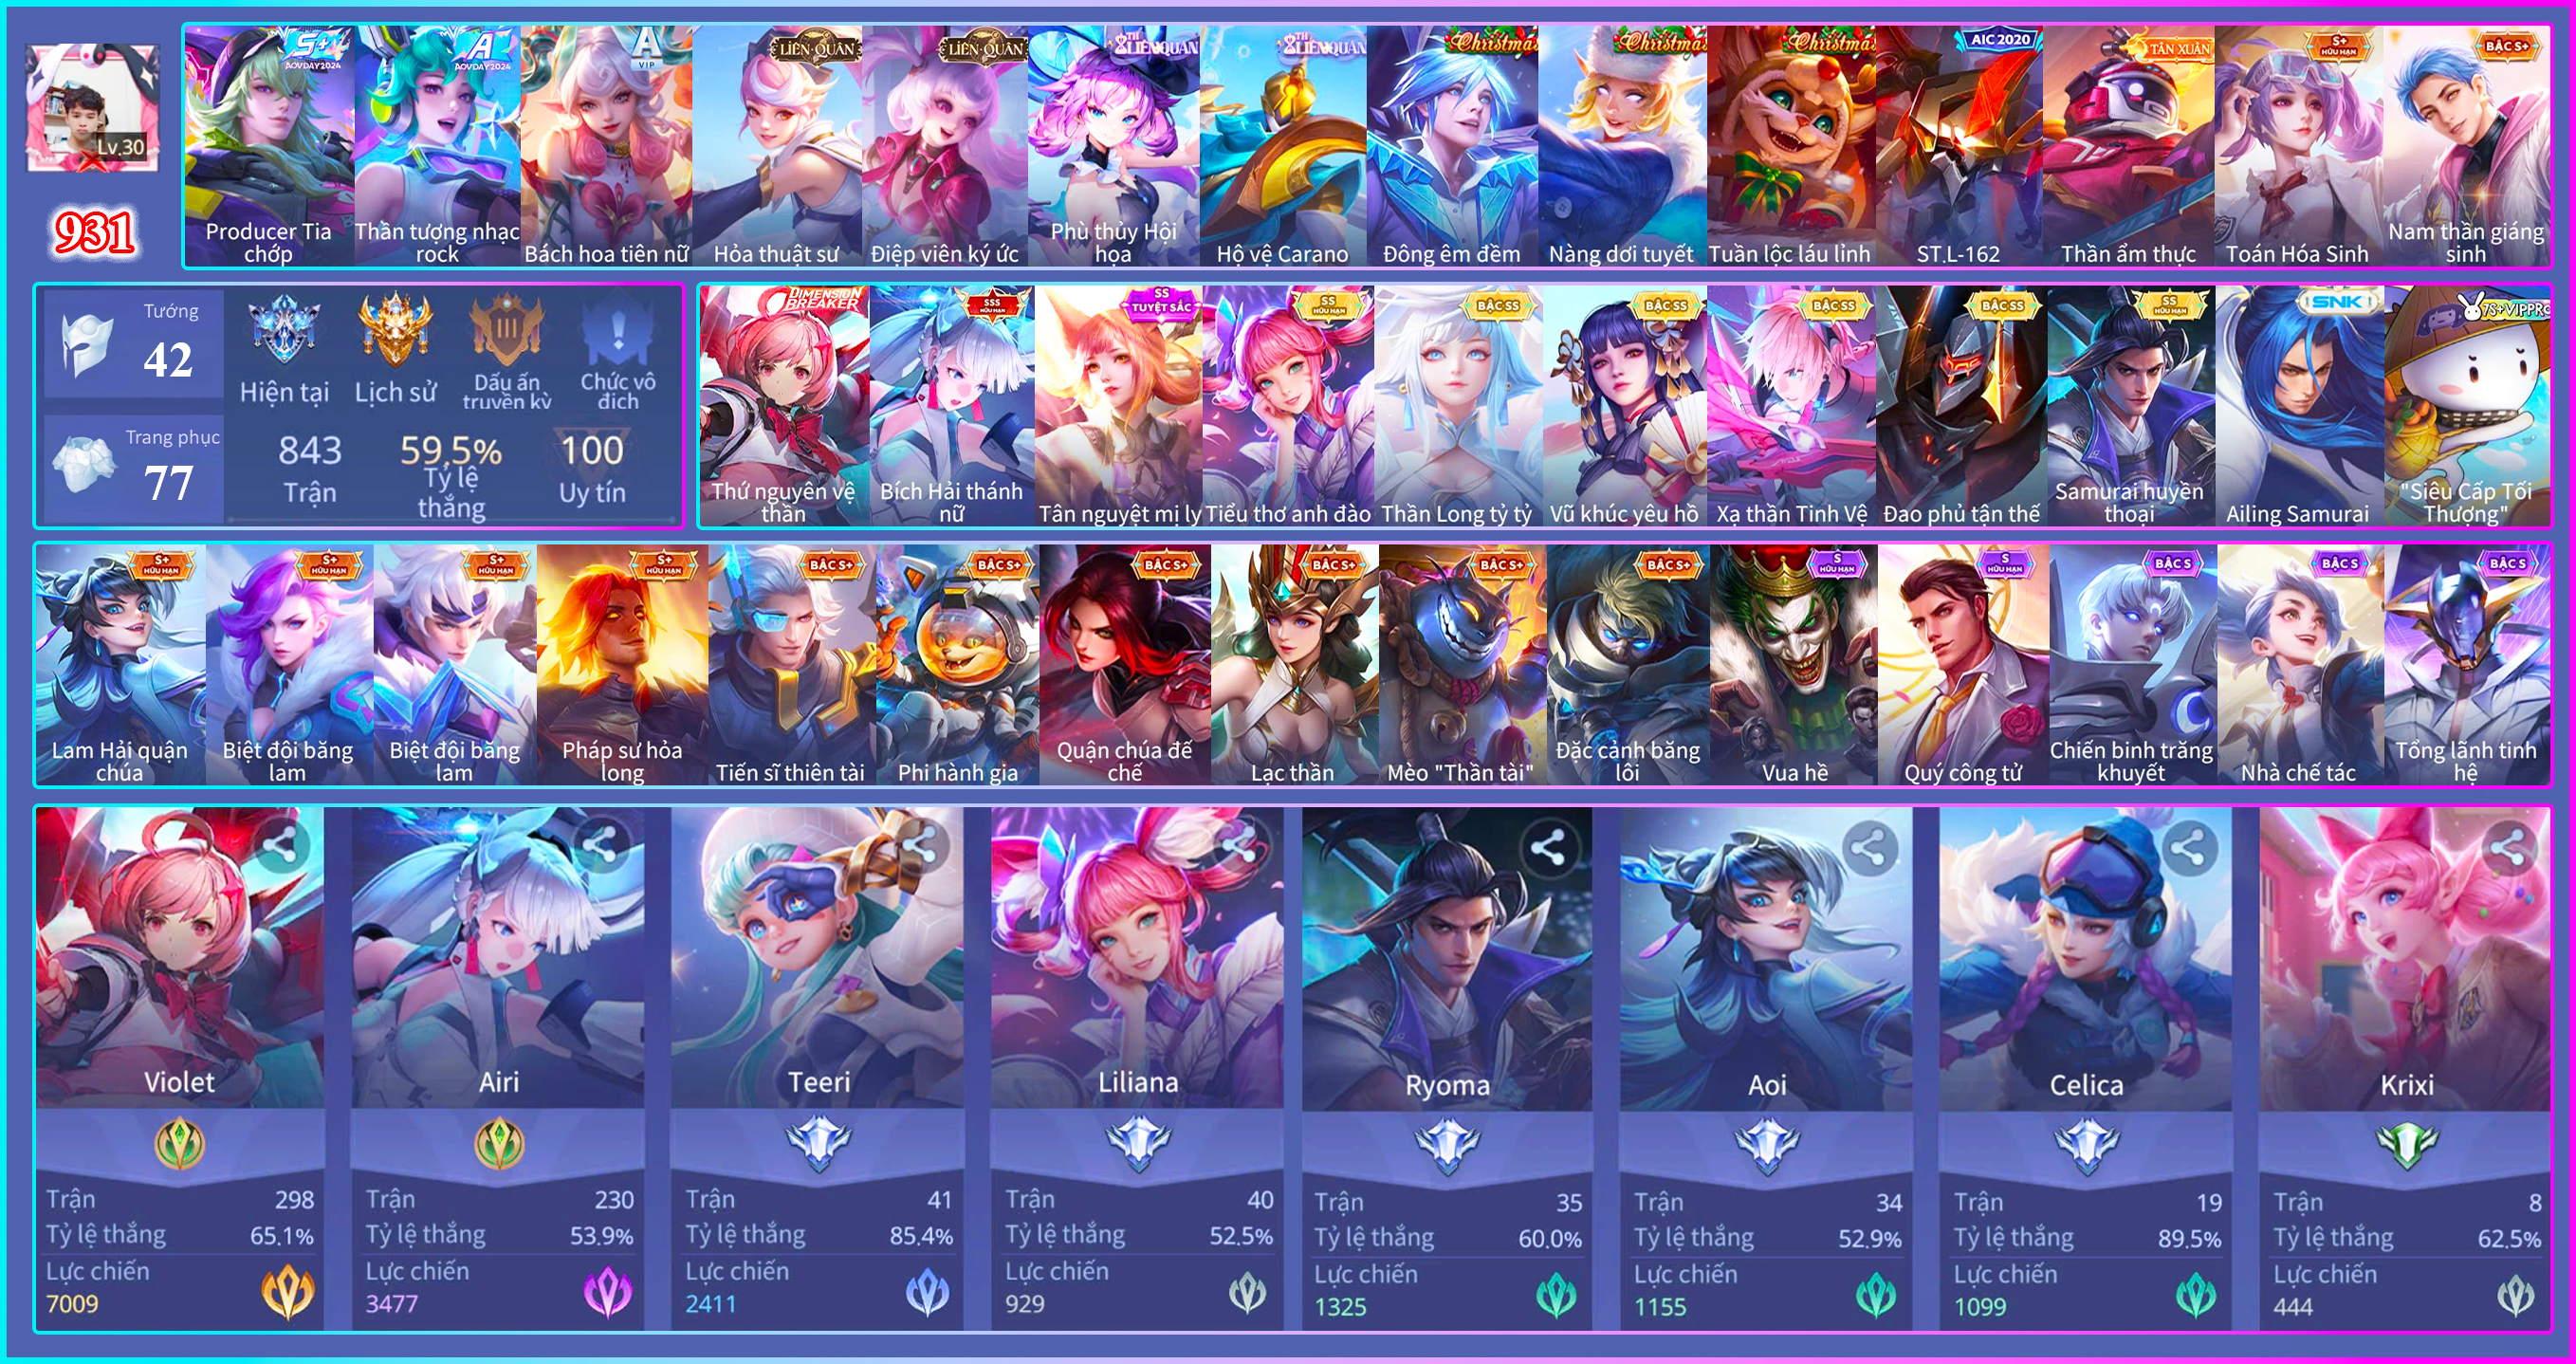 Lv.30
931
S+
AOVDAY2024
Producer Tia
chớp
A
AOVDAY2024
Thần tượng nhạc
rock
A
VIP
Bách hoa tiên nữ
LIÊN QUÂN
Hỏa thuật sư
LIÊN QUÂN
Điệp viên ký ức
8TH LIÊNQUÂN
Phù thủy Hội
họa
8TH LIÊNQUÂN
Hộ vệ Carano
Christmas
Đông êm đềm
Christmas
Nàng dơi tuyết
Christmas
Tuần lộc láu lỉnh
AIC 2020
ST.L-162
TÂN XUÂN
Thần ẩm thực
S+
HỮU HẠN
Toán Hóa Sinh
BẬC S+
Nam thần giáng
sinh
Tướng
42
Trang phục
77
Hiện tại
Lịch sử
III
Dấu ấn
truyền kỳ
Chức vô
địch
843
Trận
59,5%
Tỷ lệ
thắng
100
Uy tín
DIMENSION
BREAKER
Thứ nguyên vệ
thần
SSS
HỮU HẠN
Bích Hải thánh
nữ
SS
TUYỆT SẮC
Tân nguyệt mị ly
SS
HỮU HẠN
Tiểu thơ anh đào
BẬC SS
Thần Long tỷ tỷ
BẬC SS
Vũ khúc yêu hồ
BẬC SS
Xạ thần Tinh Vệ
BẬC SS
Đao phủ tận thế
SS
HỮU HẠN
Samurai huyền
thoại
SNK
Ailing Samurai
7S+VIPPRO
"Siêu Cấp Tối
Thượng"
S+
HỮU HẠN
Lam Hải quận
chúa
S+
HỮU HẠN
Biệt đội băng
lam
S+
HỮU HẠN
Biệt đội băng
lam
S+
HỮU HẠN
Pháp sư hỏa
long
BẬC S+
Tiến sĩ thiên tài
BẬC S+
Phi hành gia
BẬC S+
Quận chúa đế
chế
BẬC S+
Lạc thần
BẬC S+
Mèo "Thần tài"
BẬC S+
Đặc cảnh băng
lôi
S
HỮU HẠN
Vua hề
S
HỮU HẠN
Quý công tử
BẬC S
Chiến binh trăng
khuyết
BẬC S
Nhà chế tác
BẬC S
Tổng lãnh tinh
hệ
Violet
Trận 298
Tỷ lệ thắng 65.1%
Lực chiến
7009
Airi
Trận 230
Tỷ lệ thắng 53.9%
Lực chiến
3477
Teeri
Trận 41
Tỷ lệ thắng 85.4%
Lực chiến
2411
Liliana
Trận 40
Tỷ lệ thắng 52.5%
Lực chiến
929
Ryoma
Trận 35
Tỷ lệ thắng 60.0%
Lực chiến
1325
Aoi
Trận 34
Tỷ lệ thắng 52.9%
Lực chiến
1155
Celica
Trận 19
Tỷ lệ thắng 89.5%
Lực chiến
1099
Krixi
Trận 8
Tỷ lệ thắng 62.5%
Lực chiến
444